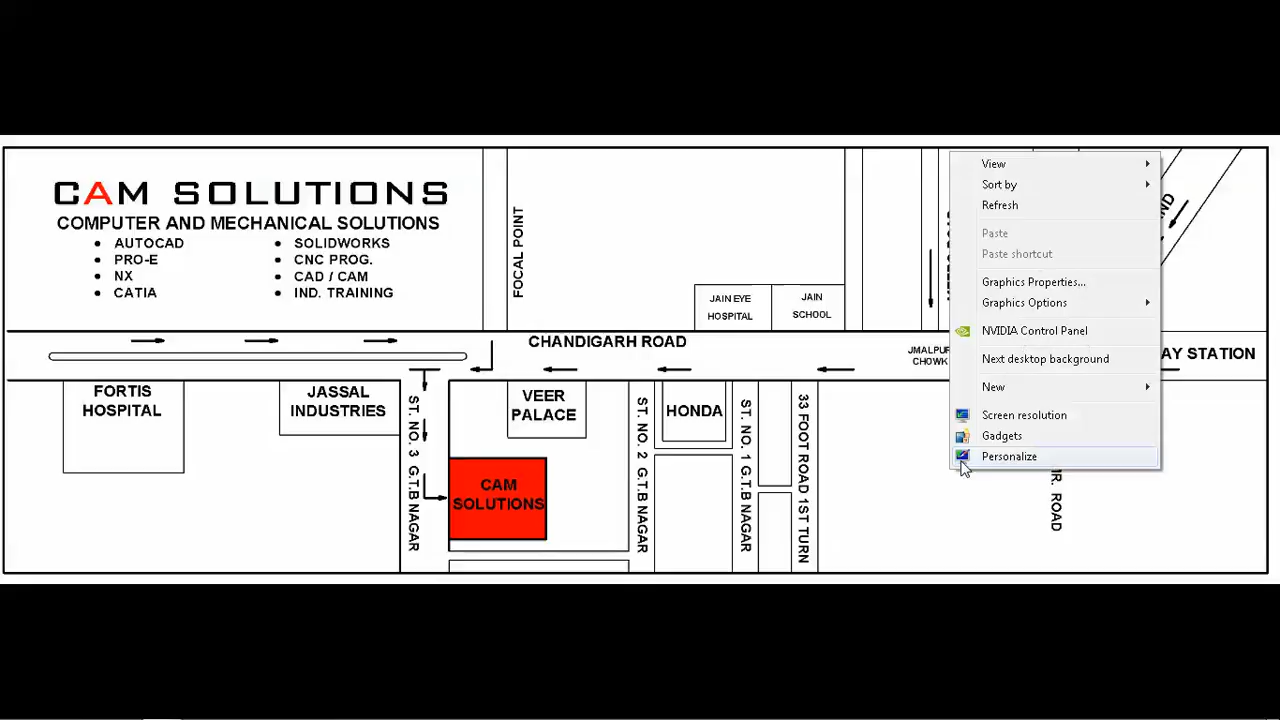 CAM SOLUTIONS
COMPUTER AND MECHANICAL SOLUTIONS
• AUTOCAD
• PRO-E
• NX
• CATIA
• SOLIDWORKS
• CNC PROG.
• CAD / CAM
• IND. TRAINING
FOCAL POINT
JAIN EYE
HOSPITAL
JAIN
SCHOOL
CHANDIGARH ROAD
JMALPUR
CHOWK
AY STATION
FORTIS
HOSPITAL
JASSAL
INDUSTRIES
ST. NO. 3 G.T.B NAGAR
VEER
PALACE
CAM
SOLUTIONS
ST. NO. 2 G.T.B NAGAR
HONDA
ST. NO. 1 G.T.B NAGAR
33 FOOT ROAD 1ST TURN
ROAD
View
Sort by
Refresh
Paste
Paste shortcut
Graphics Properties...
Graphics Options
NVIDIA Control Panel
Next desktop background
New
Screen resolution
Gadgets
Personalize